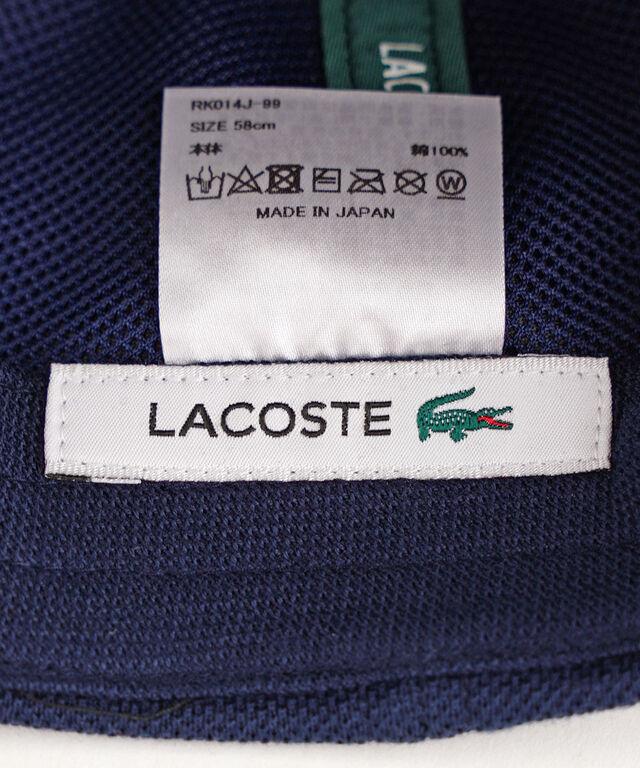 LAC
RK014J-99
SIZE 58cm
本体 綿100%
W
MADE IN JAPAN
LACOSTE